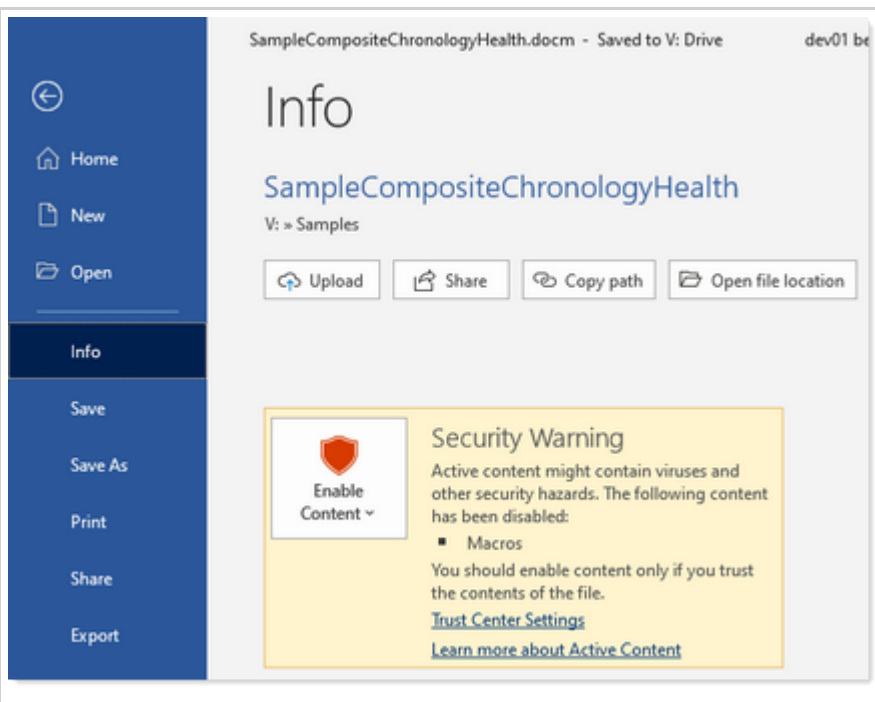 SampleCompositeChronologyHealth.docm - Saved to V: Drive
dev01 be
Info
Home
New
Open
Info
Save
Save As
Print
Share
Export
SampleCompositeChronologyHealth
V: » Samples
Upload
Share
Copy path
Open file location
Enable
Content
Security Warning
Active content might contain viruses and
other security hazards. The following content
has been disabled:
▪ Macros
You should enable content only if you trust
the contents of the file.
Trust Center Settings
Learn more about Active Content